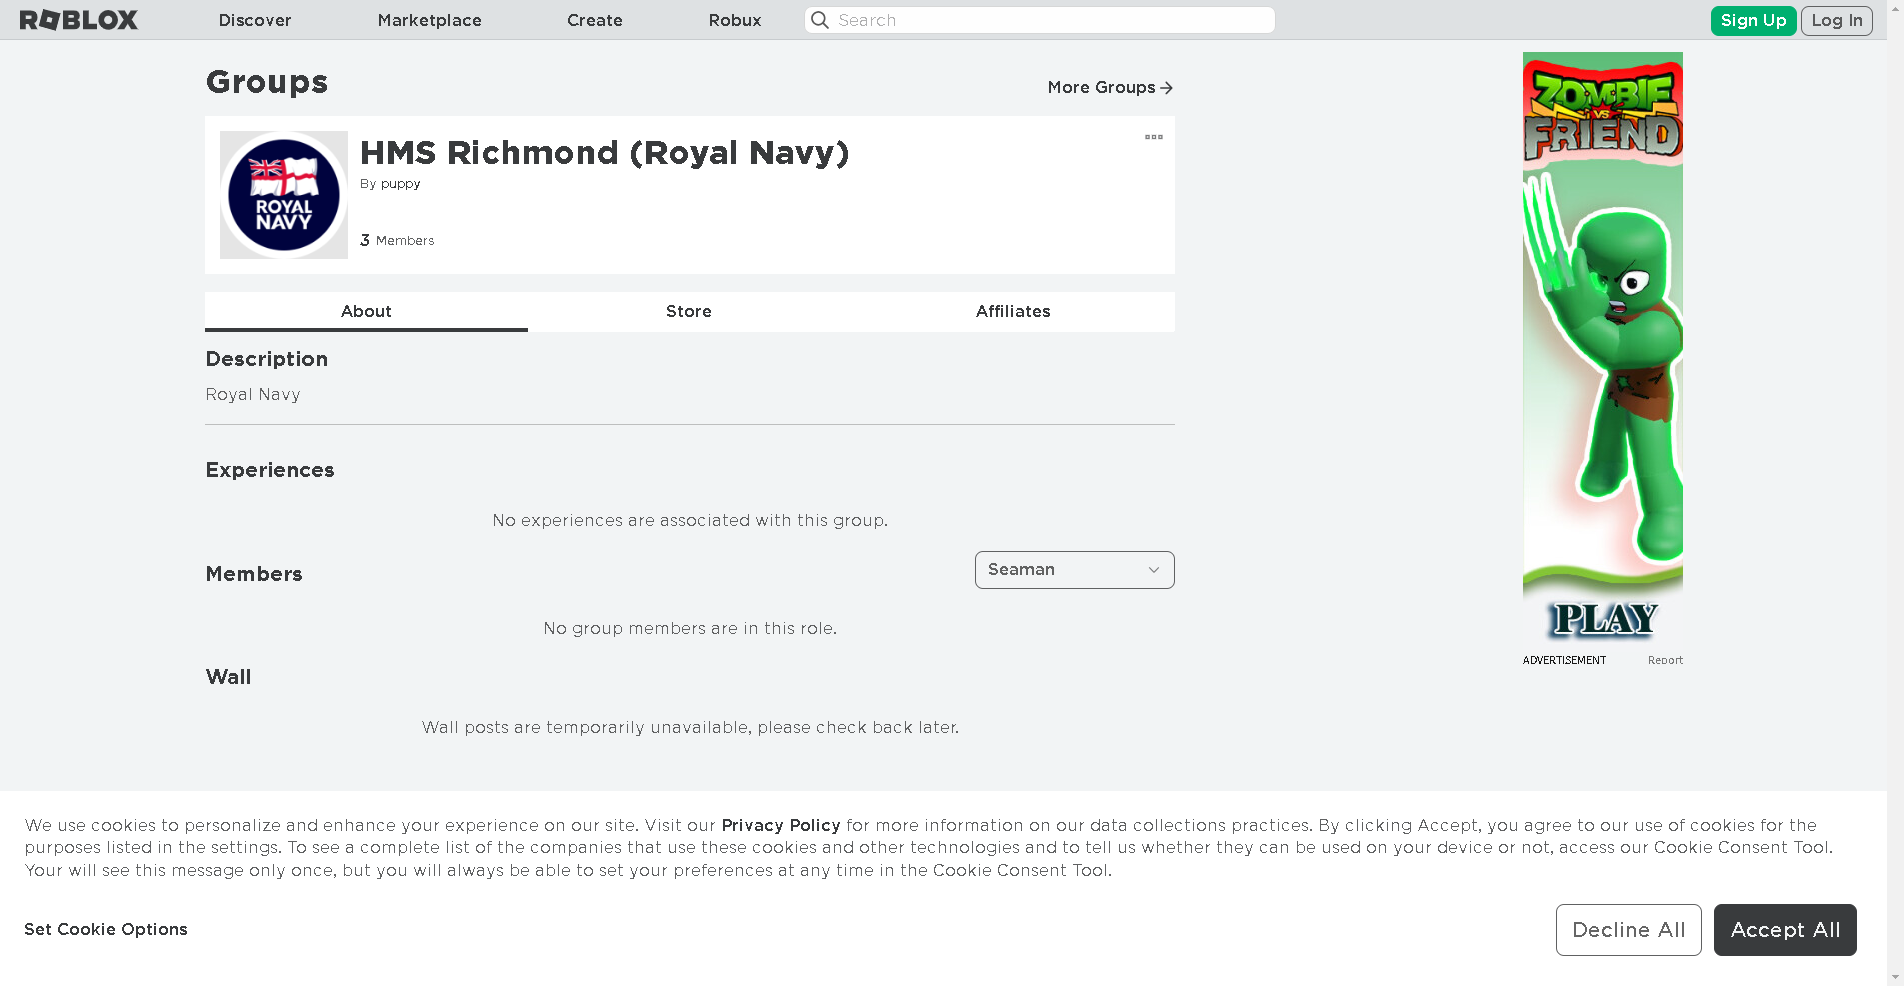 ROBLOX
Discover
Marketplace
Create
Robux
Search
Sign Up
Log In
Groups
More Groups
ROYAL
NAVY
HMS Richmond (Royal Navy)
By puppy
3 Members
About
Store
Affiliates
Description
Royal Navy
Experiences
No experiences are associated with this group.
Members
Seaman
No group members are in this role.
Wall
Wall posts are temporarily unavailable, please check back later.
ZOMBIE
VS
FRIEND
PLAY
ADVERTISEMENT
Report
We use cookies to personalize and enhance your experience on our site. Visit our Privacy Policy for more information on our data collections practices. By clicking Accept, you agree to our use of cookies for the
purposes listed in the settings. To see a complete list of the companies that use these cookies and other technologies and to tell us whether they can be used on your device or not, access our Cookie Consent Tool.
Your will see this message only once, but you will always be able to set your preferences at any time in the Cookie Consent Tool.
Set Cookie Options
Decline All
Accept All